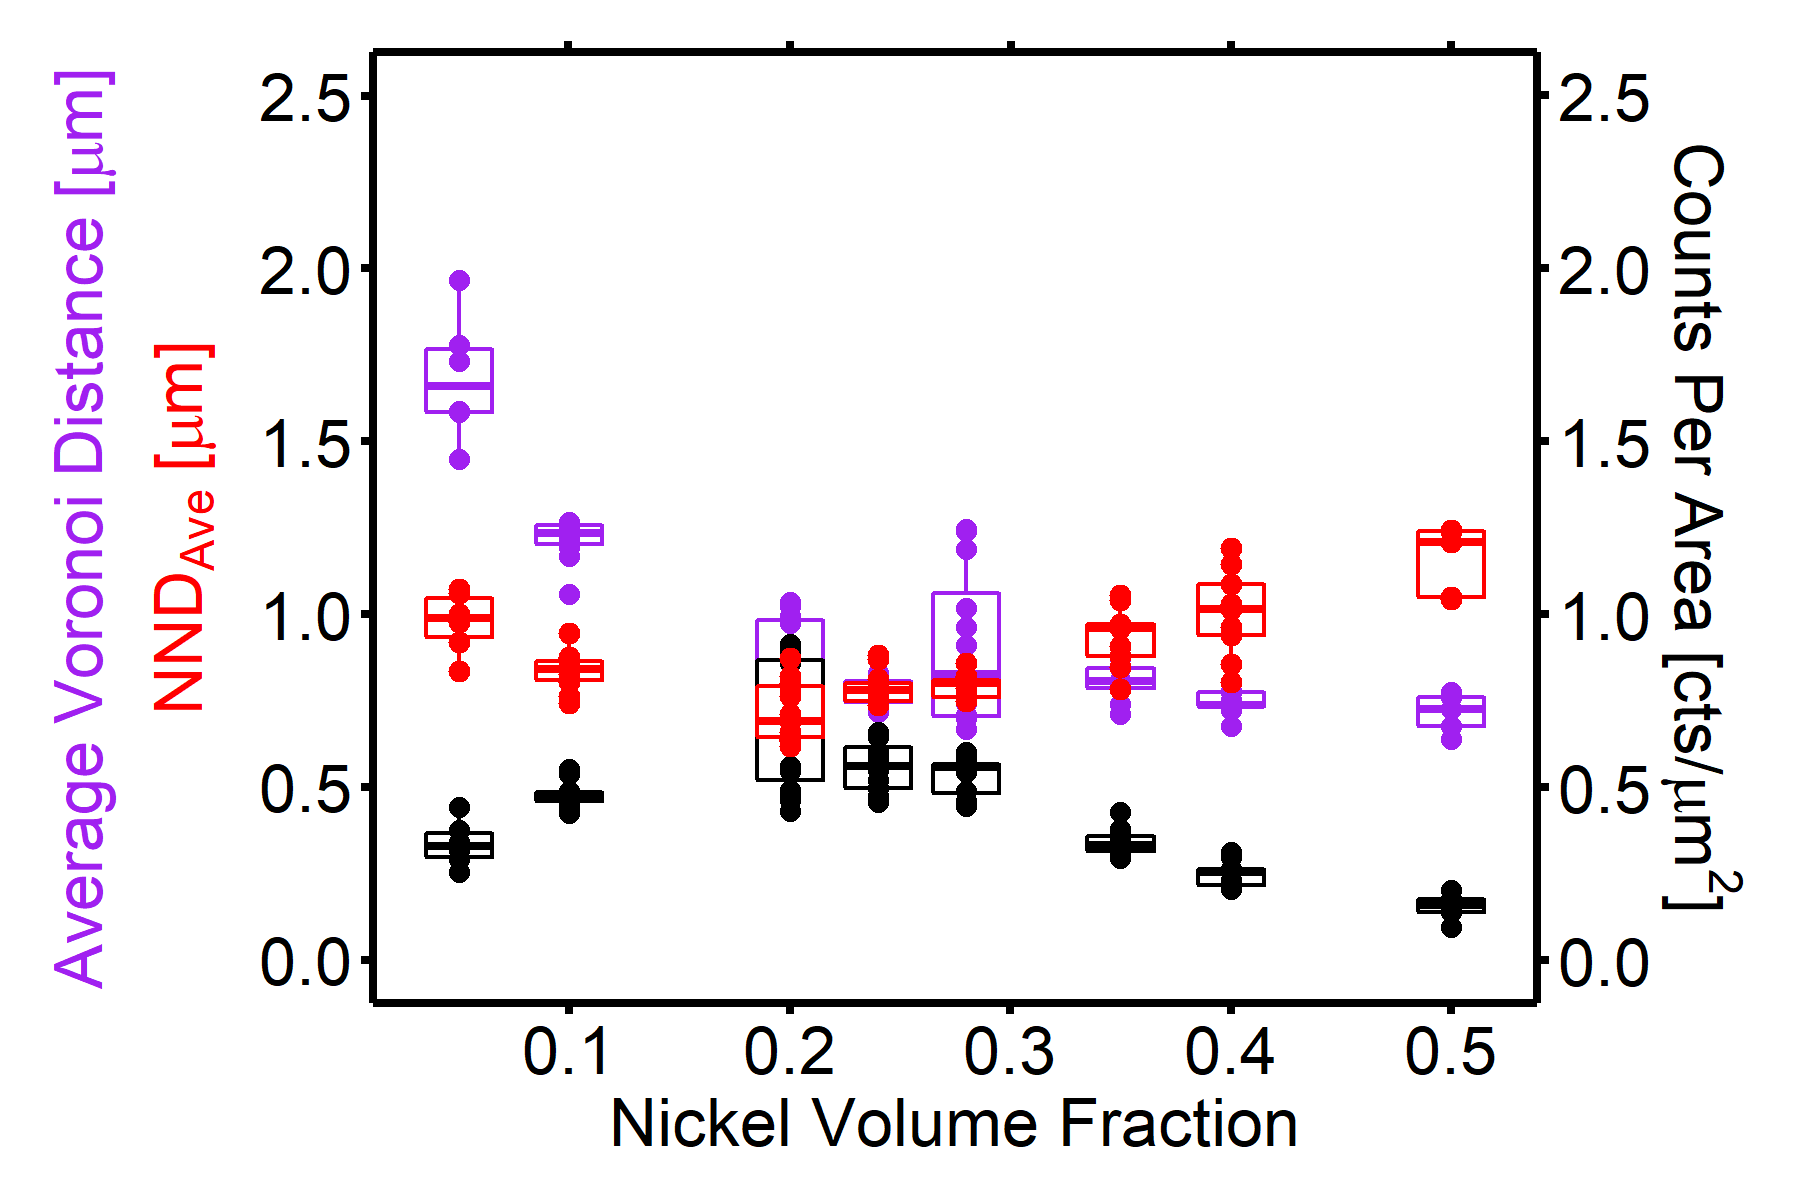 Average Voronoi Distance [μm]
NND_Ave [μm]
2.5
2.0
1.5
1.0
0.5
0.0
2.5
2.0
1.5
1.0
0.5
0.0
Counts Per Area [cts/μm²]
0.1 0.2 0.3 0.4 0.5
Nickel Volume Fraction